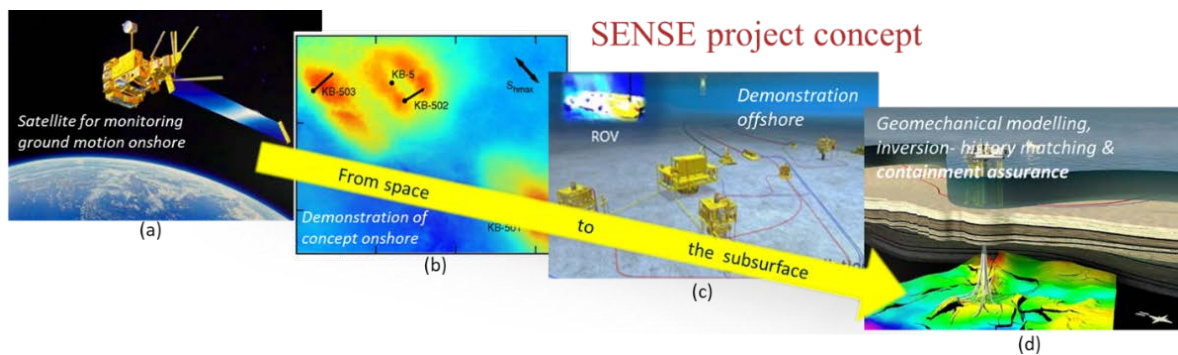 SENSE project concept
Satellite for monitoring
ground motion onshore
(a)
KB-503
KB-5
KB-502
S_Hmax
KB-501
Demonstration of
concept onshore
(b)
ROV
Demonstration
offshore
(c)
Geomechanical modelling,
inversion- history matching &
containment assurance
(d)
From space to the subsurface